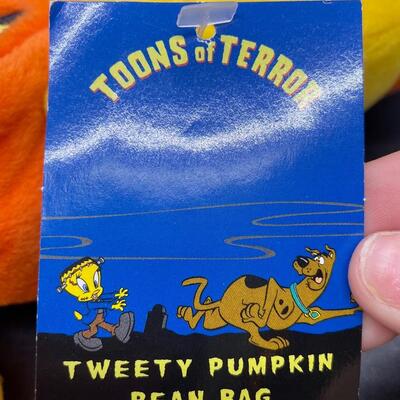 TOONS of TERROR
TWEETY PUMPKIN
BEAN BAG